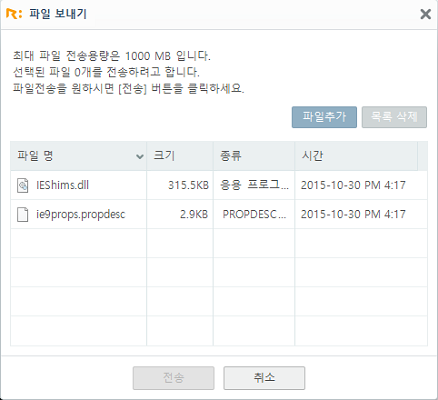 파일 보내기
최대 파일 전송용량은 1000 MB 입니다.
선택된 파일 0개를 전송하려고 합니다.
파일전송을 원하시면 [전송] 버튼을 클릭하세요.
파일추가 목록 삭제
파일 명 크기 종류 시간
IEShims.dll 315.5KB 응용 프로그... 2015-10-30 PM 4:17
ie9props.propdesc 2.9KB PROPDESC... 2015-10-30 PM 4:17
전송 취소